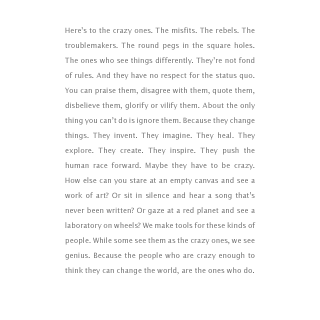 Here's to the crazy ones. The misfits. The rebels. The
troublemakers. The round pegs in the square holes.
The ones who see things differently. They're not fond
of rules. And they have no respect for the status quo.
You can praise them, disagree with them, quote them,
disbelieve them, glorify or vilify them. About the only
thing you can't do is ignore them. Because they change
things. They invent. They imagine. They heal. They
explore. They create. They inspire. They push the
human race forward. Maybe they have to be crazy.
How else can you stare at an empty canvas and see a
work of art? Or sit in silence and hear a song that's
never been written? Or gaze at a red planet and see a
laboratory on wheels? We make tools for these kinds of
people. While some see them as the crazy ones, we see
genius. Because the people who are crazy enough to
think they can change the world, are the ones who do.